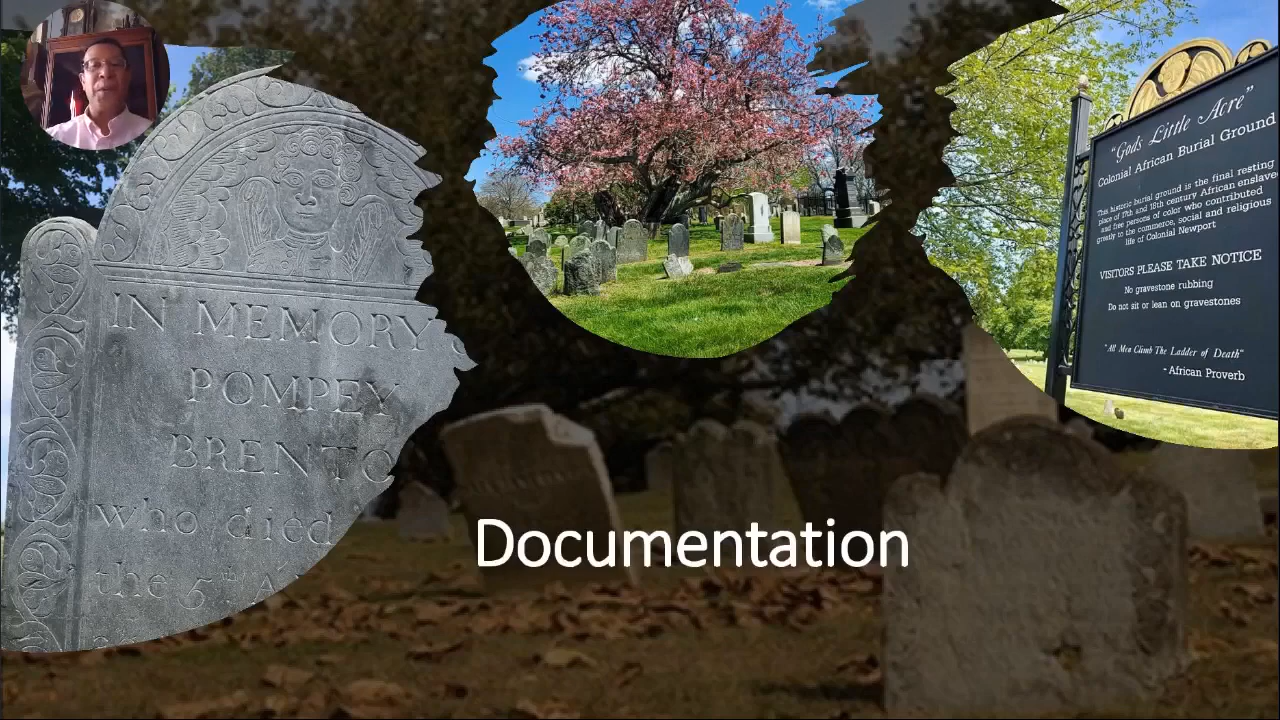 IN MEMORY
POMPEY
BRENTO
who died
the 5th A
"Gods Little Acre"
Colonial African Burial Ground
This historic burial ground is the final resting
place of 17th and 18th century African enslave
and free persons of color who contributed
greatly to the commerce, social and religious
life of Colonial Newport
VISITORS PLEASE TAKE NOTICE
No gravestone rubbing
Do not sit or lean on gravestones
"All Men Climb The Ladder of Death"
- African Proverb
Documentation